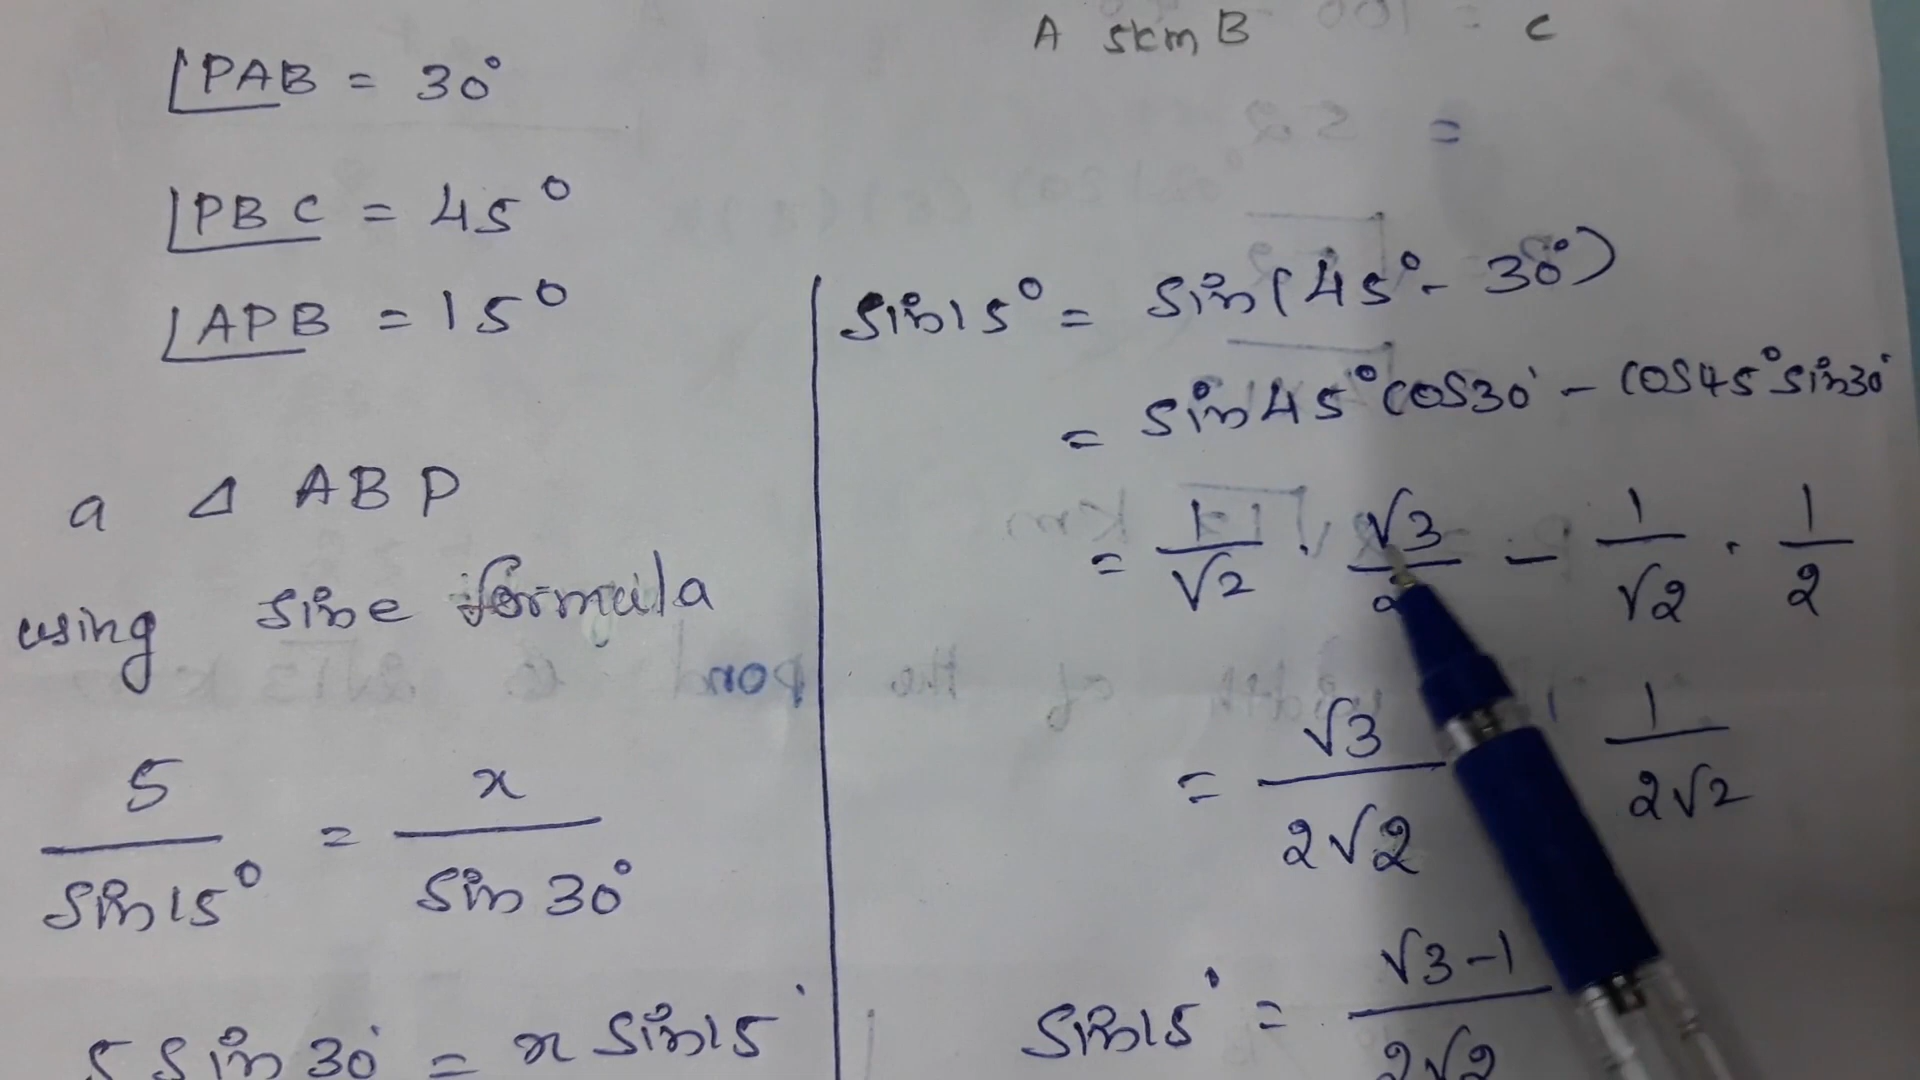 A 5km B C
∠PAB = 30°
∠PBC = 45°
∠APB = 15°
a △ ABP
using sine formula
5/sin15° = x/sin30°
5 sin30° = x sin15°
sin15° = sin(45° - 30°)
= sin45° cos30° - cos45° sin30°
= 1/√2 · √3/2 - 1/√2 · 1/2
= √3/2√2 1/2√2
sin15° = √3-1/2√2